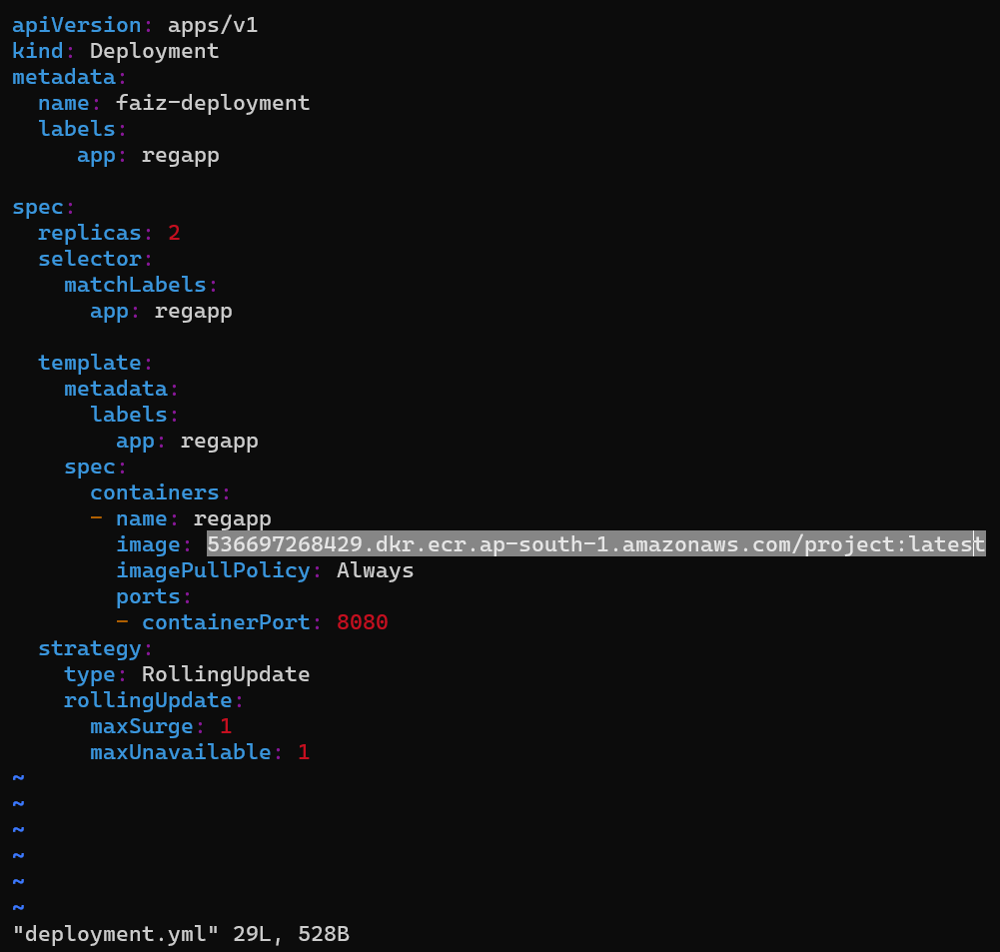 apiVersion: apps/v1
kind: Deployment
metadata:
  name: faiz-deployment
  labels:
     app: regapp

spec:
  replicas: 2
  selector:
    matchLabels:
      app: regapp

  template:
    metadata:
      labels:
        app: regapp
    spec:
      containers:
      - name: regapp
        image: 536697268429.dkr.ecr.ap-south-1.amazonaws.com/project:latest
        imagePullPolicy: Always
        ports:
        - containerPort: 8080
  strategy:
    type: RollingUpdate
    rollingUpdate:
      maxSurge: 1
      maxUnavailable: 1
~
~
~
~
~
~
"deployment.yml" 29L, 528B